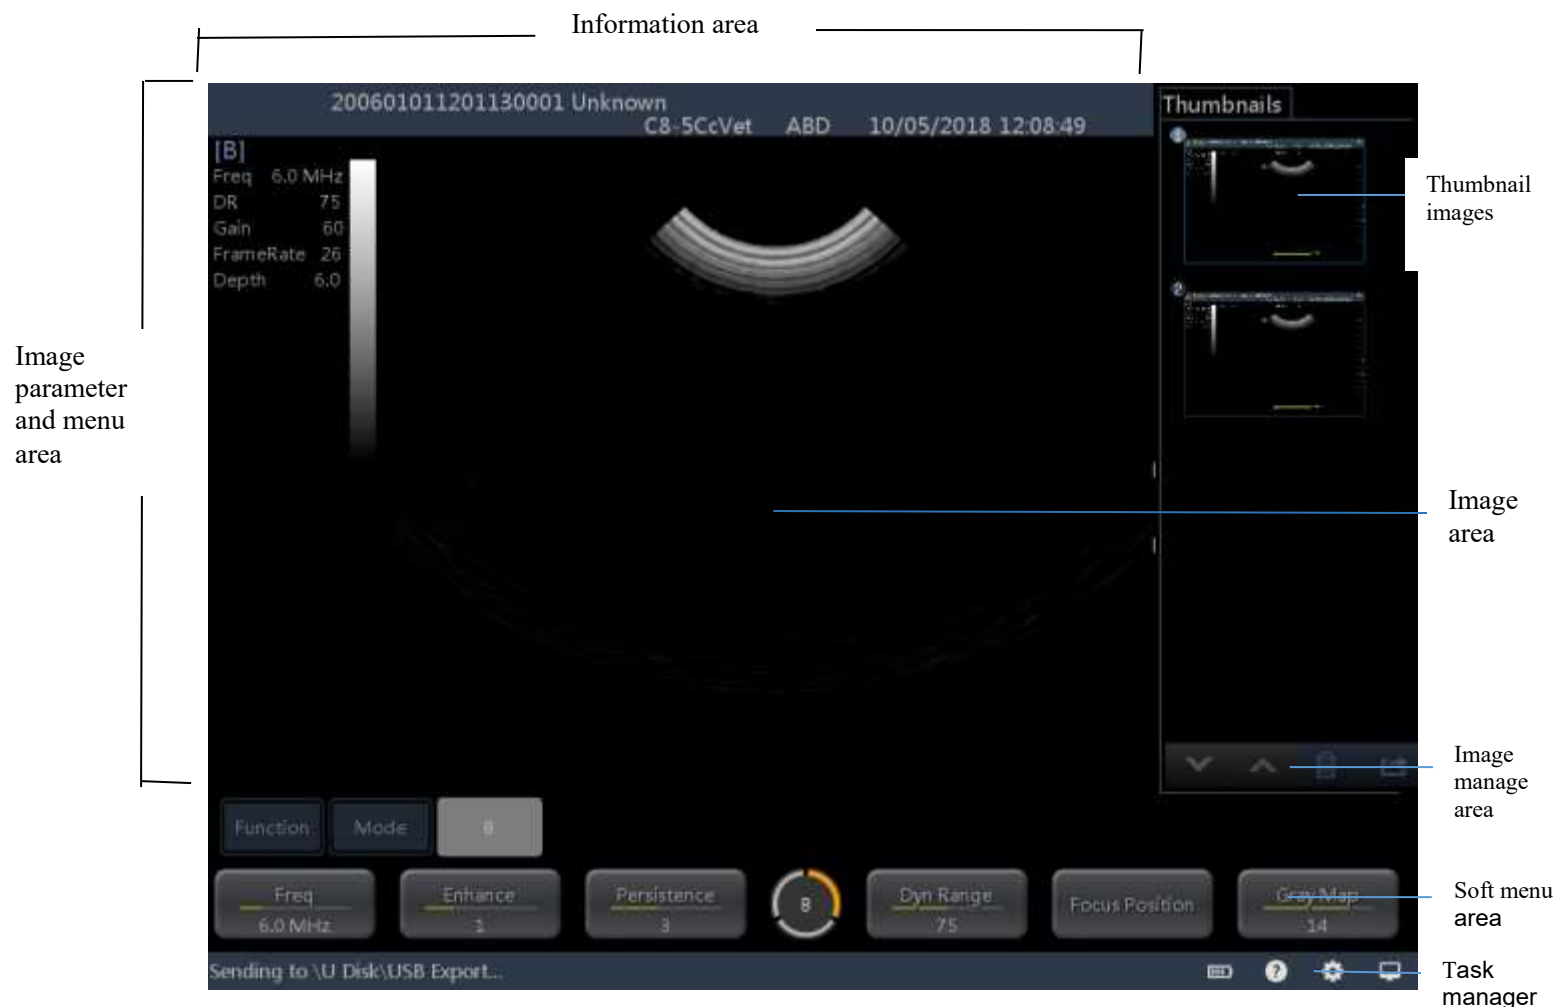 Information area
200601011201130001 Unknown
C8-5CcVet ABD 10/05/2018 12:08:49
Thumbnails
[B]
Freq 6.0 MHz
DR 75
Gain 60
FrameRate 26
Depth 6.0
1
2
Thumbnail
images
Image
parameter
and menu
area
Image
area
Image
manage
area
Function Mode B
Freq
6.0 MHz
Enhance
1
Persistence
3
B
Dyn Range
75
Focus Position
Gray Map
14
Soft menu
area
Sending to \U Disk\USB Export...
?
Task
manager